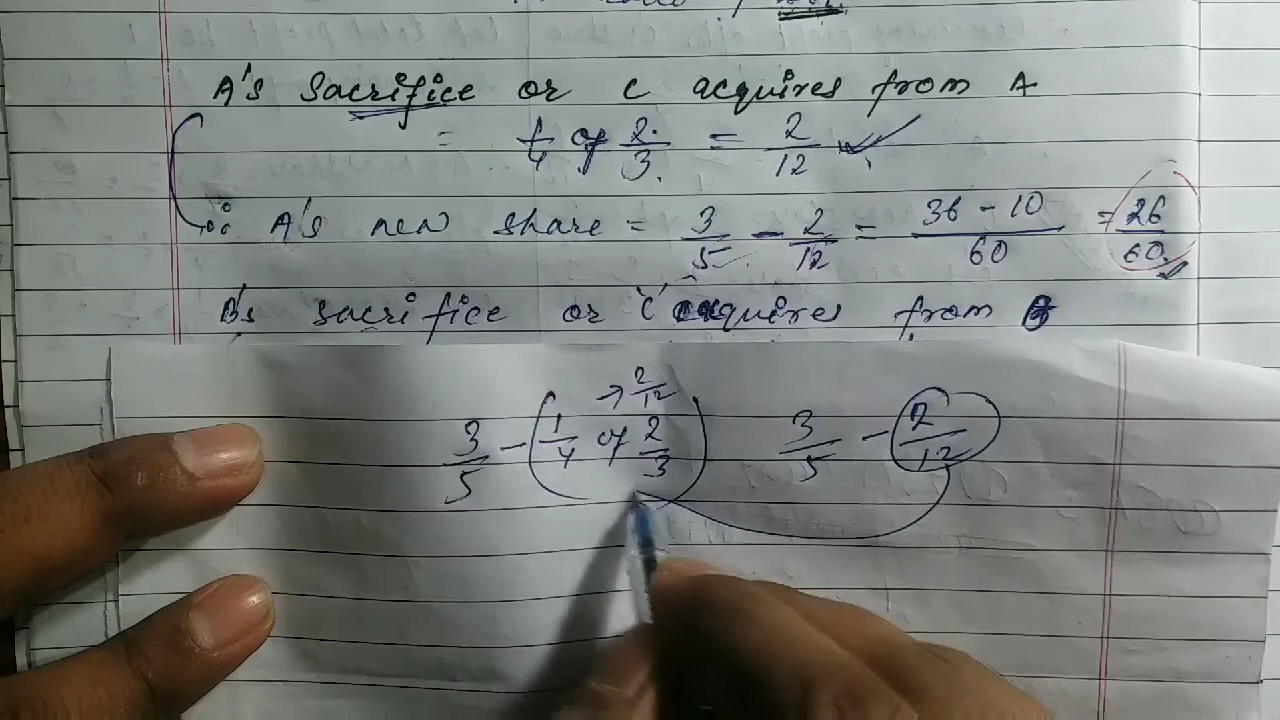 A's Sacrifice or C acquires from A
= 1/4 of 2/3 = 2/12
∴ A's new share = 3/5 - 2/12 = 36 - 10/60 = 26/60
B's sacrifice or 'C' acquires from B
→ 2/12
3/5 - (1/4 of 2/3) 3/5 - 2/12